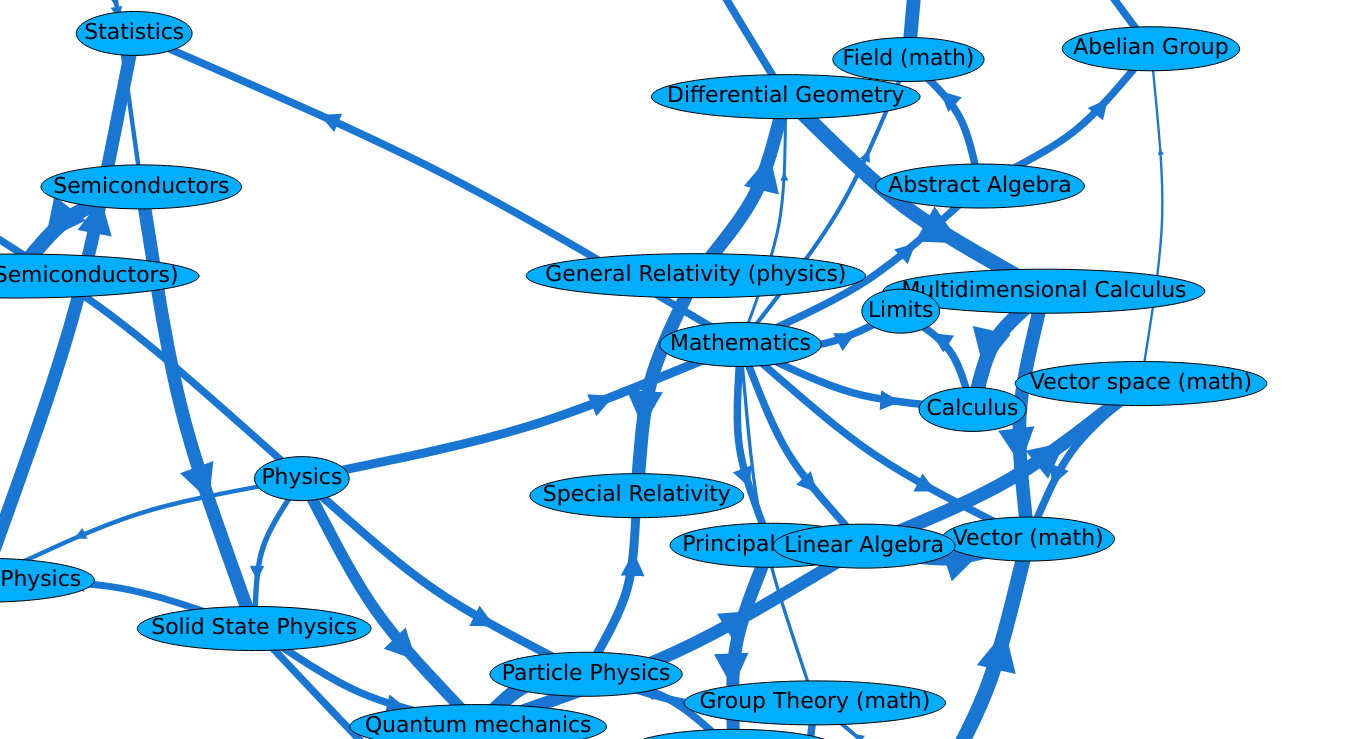 Statistics
Field (math)
Abelian Group
Differential Geometry
Semiconductors
Abstract Algebra
Semiconductors)
General Relativity (physics)
Multidimensional Calculus
Limits
Mathematics
Vector space (math)
Calculus
Physics
Special Relativity
Principal
Linear Algebra
Vector (math)
Physics
Solid State Physics
Particle Physics
Group Theory (math)
Quantum mechanics